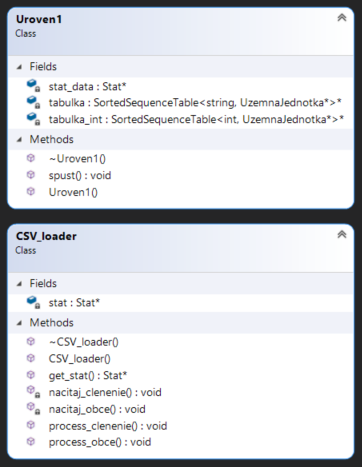 Uroven1
Class
Fields
stat_data : Stat*
tabulka : SortedSequenceTable<string, UzemnaJednotka*>*
tabulka_int : SortedSequenceTable<int, UzemnaJednotka*>*
Methods
~Uroven1()
spust() : void
Uroven1()
CSV_loader
Class
Fields
stat : Stat*
Methods
~CSV_loader()
CSV_loader()
get_stat() : Stat*
nacitaj_clenenie() : void
nacitaj_obce() : void
process_clenenie() : void
process_obce() : void